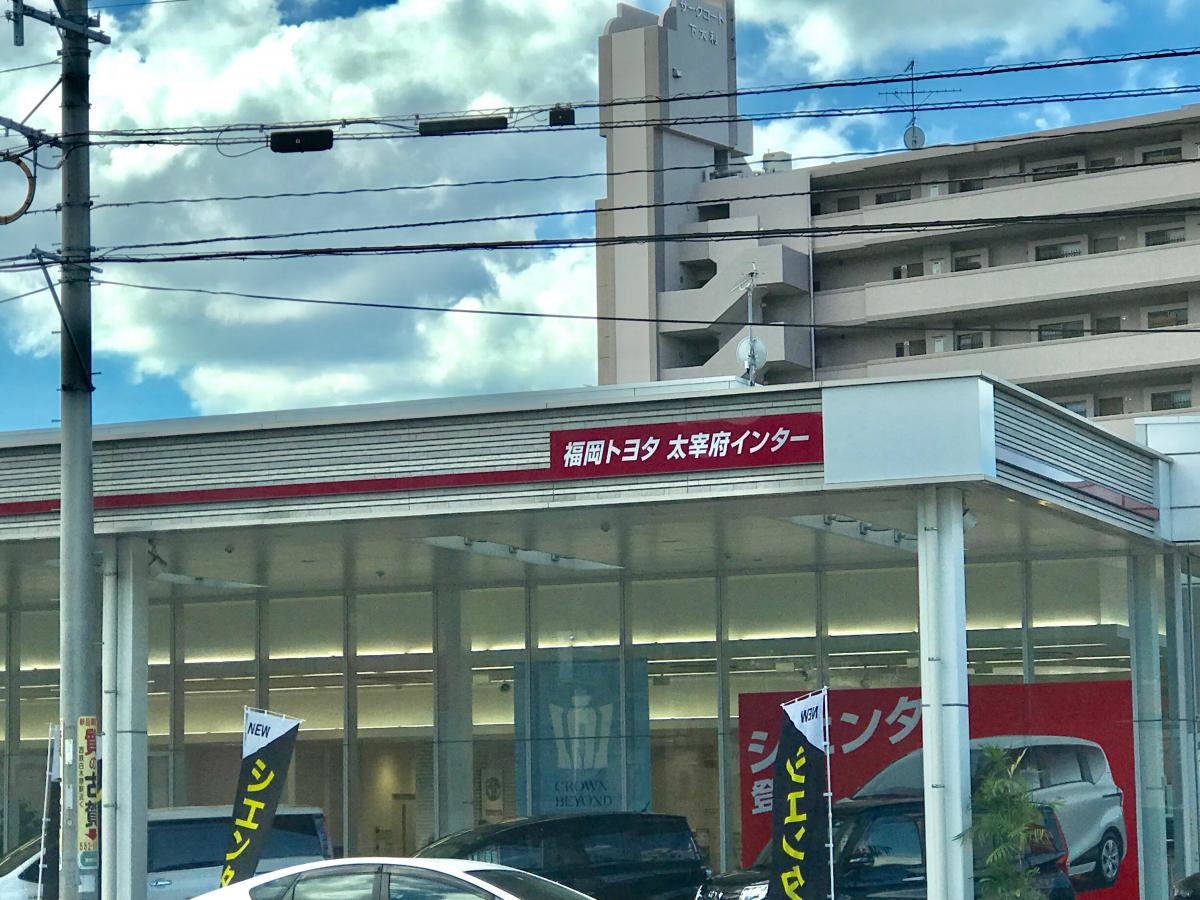 サークコート
下大利
福岡トヨタ 太宰府インター
NEW
シエンタ
CROWN
BEYOND
シエンタ
登
NEW
シエンタ